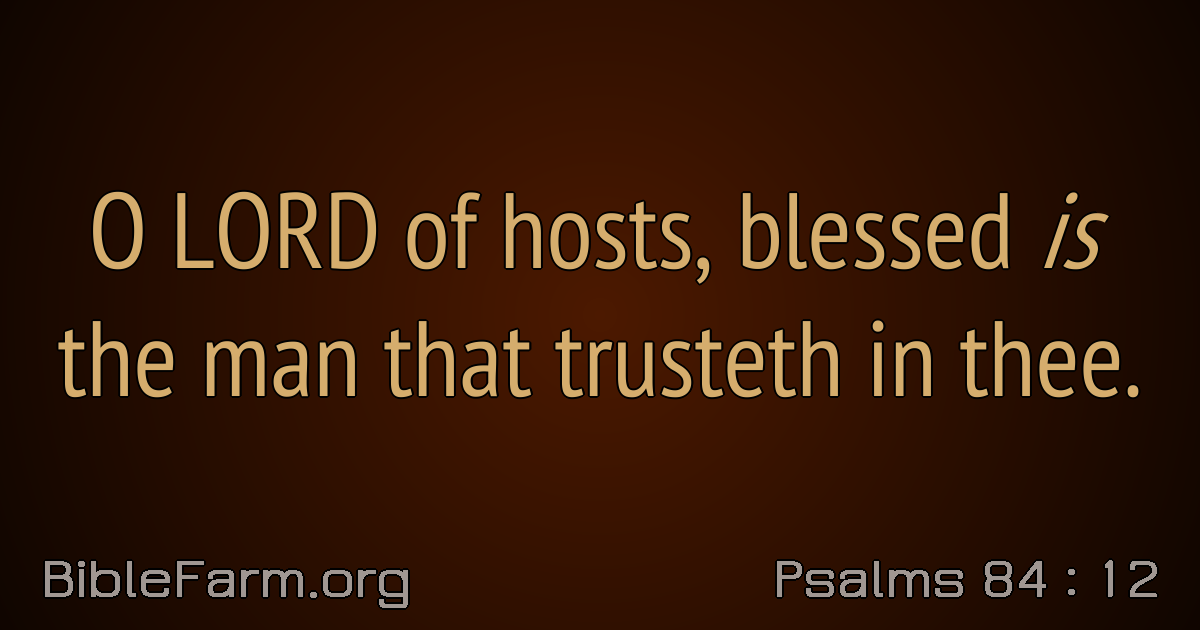 O LORD of hosts, blessed is
the man that trusteth in thee.
BibleFarm.org
Psalms 84 : 12